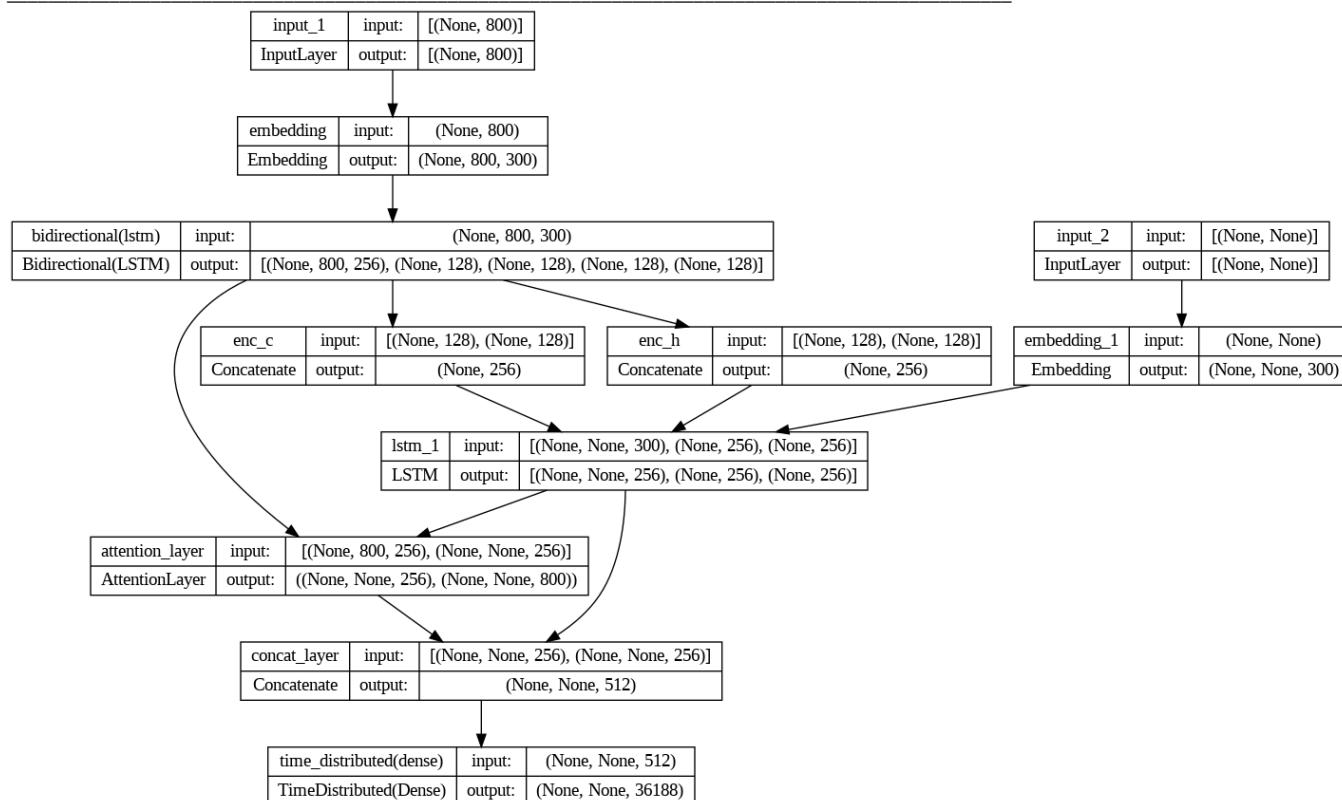 input_1 input: [(None, 800)]
InputLayer output: [(None, 800)]
embedding input: (None, 800)
Embedding output: (None, 800, 300)
bidirectional(lstm) input: (None, 800, 300)
Bidirectional(LSTM) output: [(None, 800, 256), (None, 128), (None, 128), (None, 128), (None, 128)]
input_2 input: [(None, None)]
InputLayer output: [(None, None)]
enc_c input: [(None, 128), (None, 128)]
Concatenate output: (None, 256)
enc_h input: [(None, 128), (None, 128)]
Concatenate output: (None, 256)
embedding_1 input: (None, None)
Embedding output: (None, None, 300)
lstm_1 input: [(None, None, 300), (None, 256), (None, 256)]
LSTM output: [(None, None, 256), (None, 256), (None, 256)]
attention_layer input: [(None, 800, 256), (None, None, 256)]
AttentionLayer output: ((None, None, 256), (None, None, 800))
concat_layer input: [(None, None, 256), (None, None, 256)]
Concatenate output: (None, None, 512)
time_distributed(dense) input: (None, None, 512)
TimeDistributed(Dense) output: (None, None, 36188)